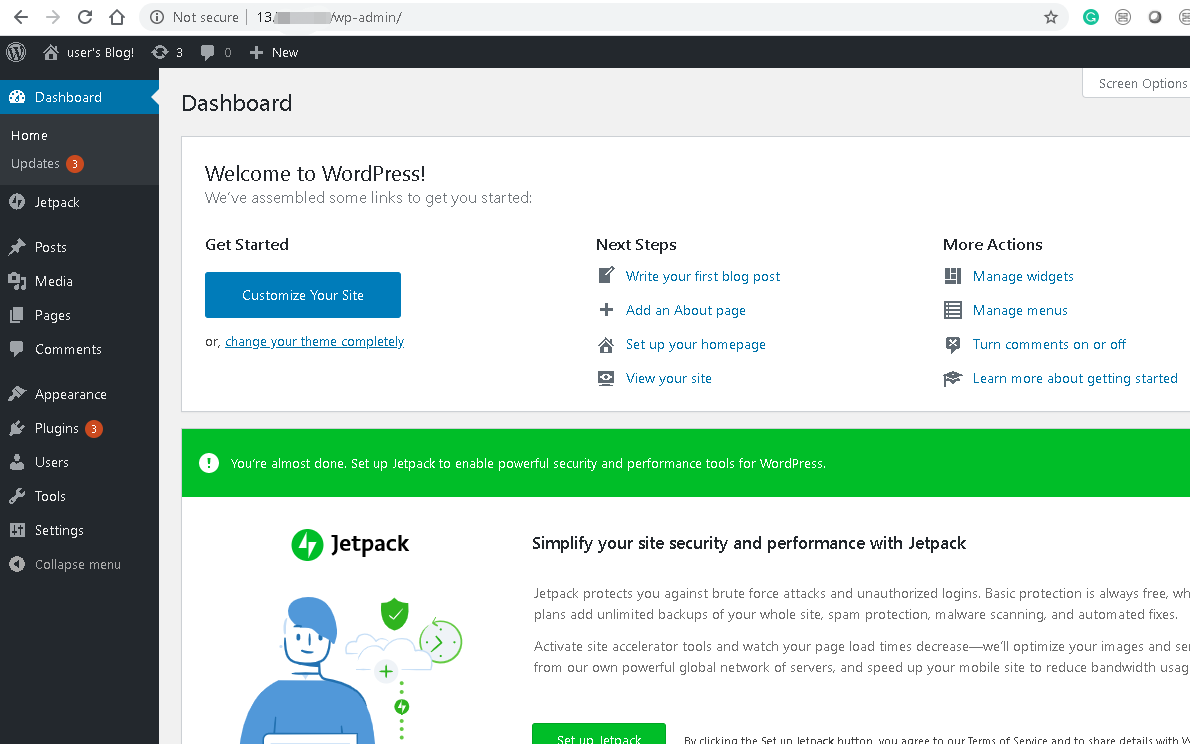 Not secure | 13. /wp-admin/
user's Blog! 3 0 New
Dashboard
Home
Updates 3
Jetpack
Posts
Media
Pages
Comments
Appearance
Plugins 3
Users
Tools
Settings
Collapse menu
Screen Options
Dashboard
Welcome to WordPress!
We've assembled some links to get you started:
Get Started
Customize Your Site
or, change your theme completely
Next Steps
Write your first blog post
Add an About page
Set up your homepage
View your site
More Actions
Manage widgets
Manage menus
Turn comments on or off
Learn more about getting started
You're almost done. Set up Jetpack to enable powerful security and performance tools for WordPress.
Jetpack
Simplify your site security and performance with Jetpack
Jetpack protects you against brute force attacks and unauthorized logins. Basic protection is always free, wh
plans add unlimited backups of your whole site, spam protection, malware scanning, and automated fixes.
Activate site accelerator tools and watch your page load times decrease—we'll optimize your images and se
from our own powerful global network of servers, and speed up your mobile site to reduce bandwidth usag
Set up Jetpack
By clicking the Set up Jetpack button, you agree to our Terms of Service and to share details with W